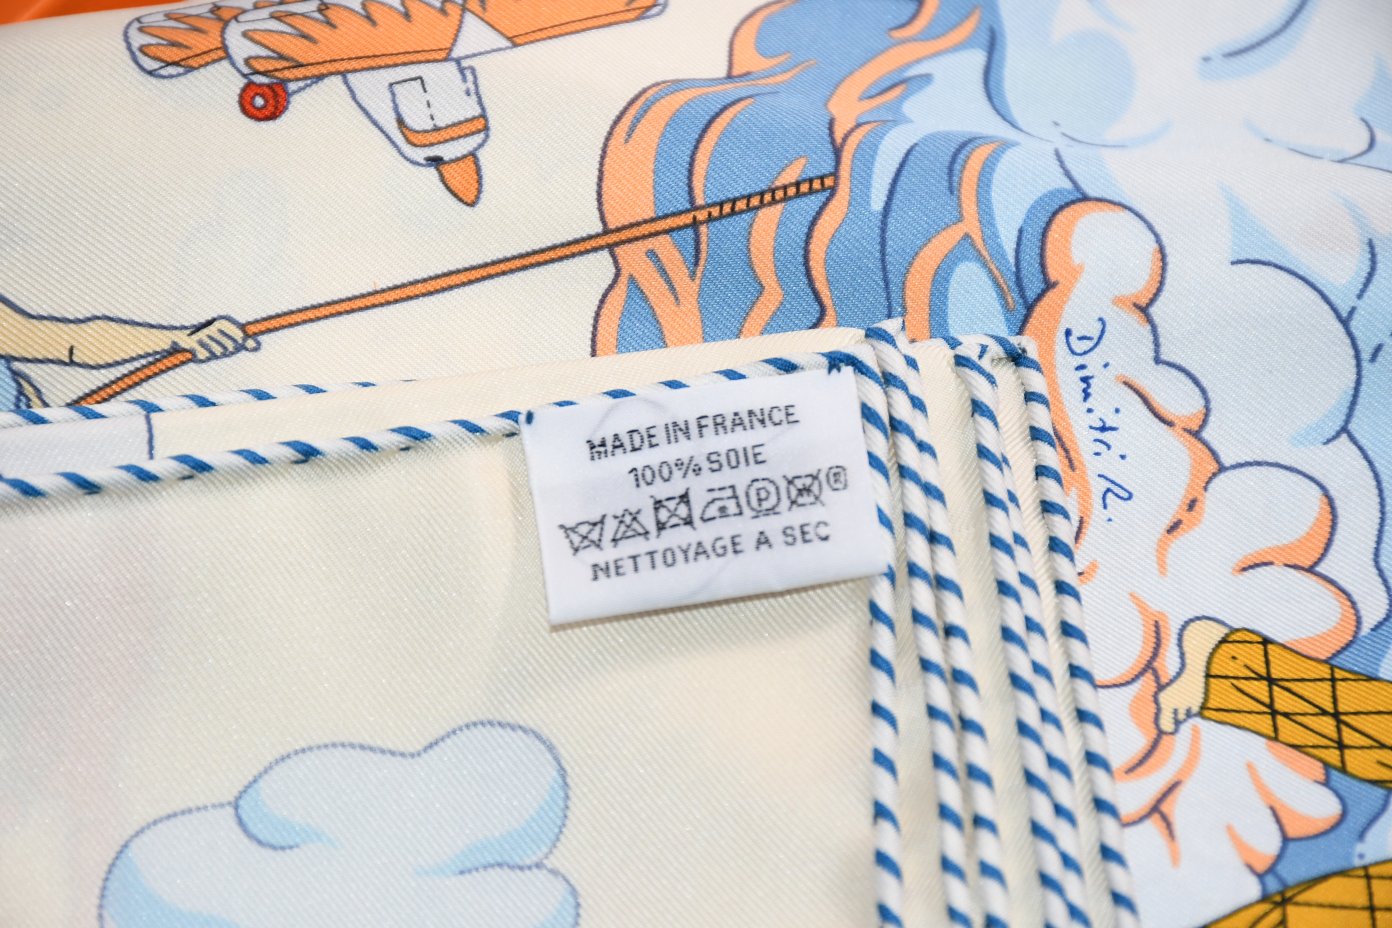 MADE IN FRANCE
100% SOIE
P
®
NETTOYAGE A SEC
Dimitri R.